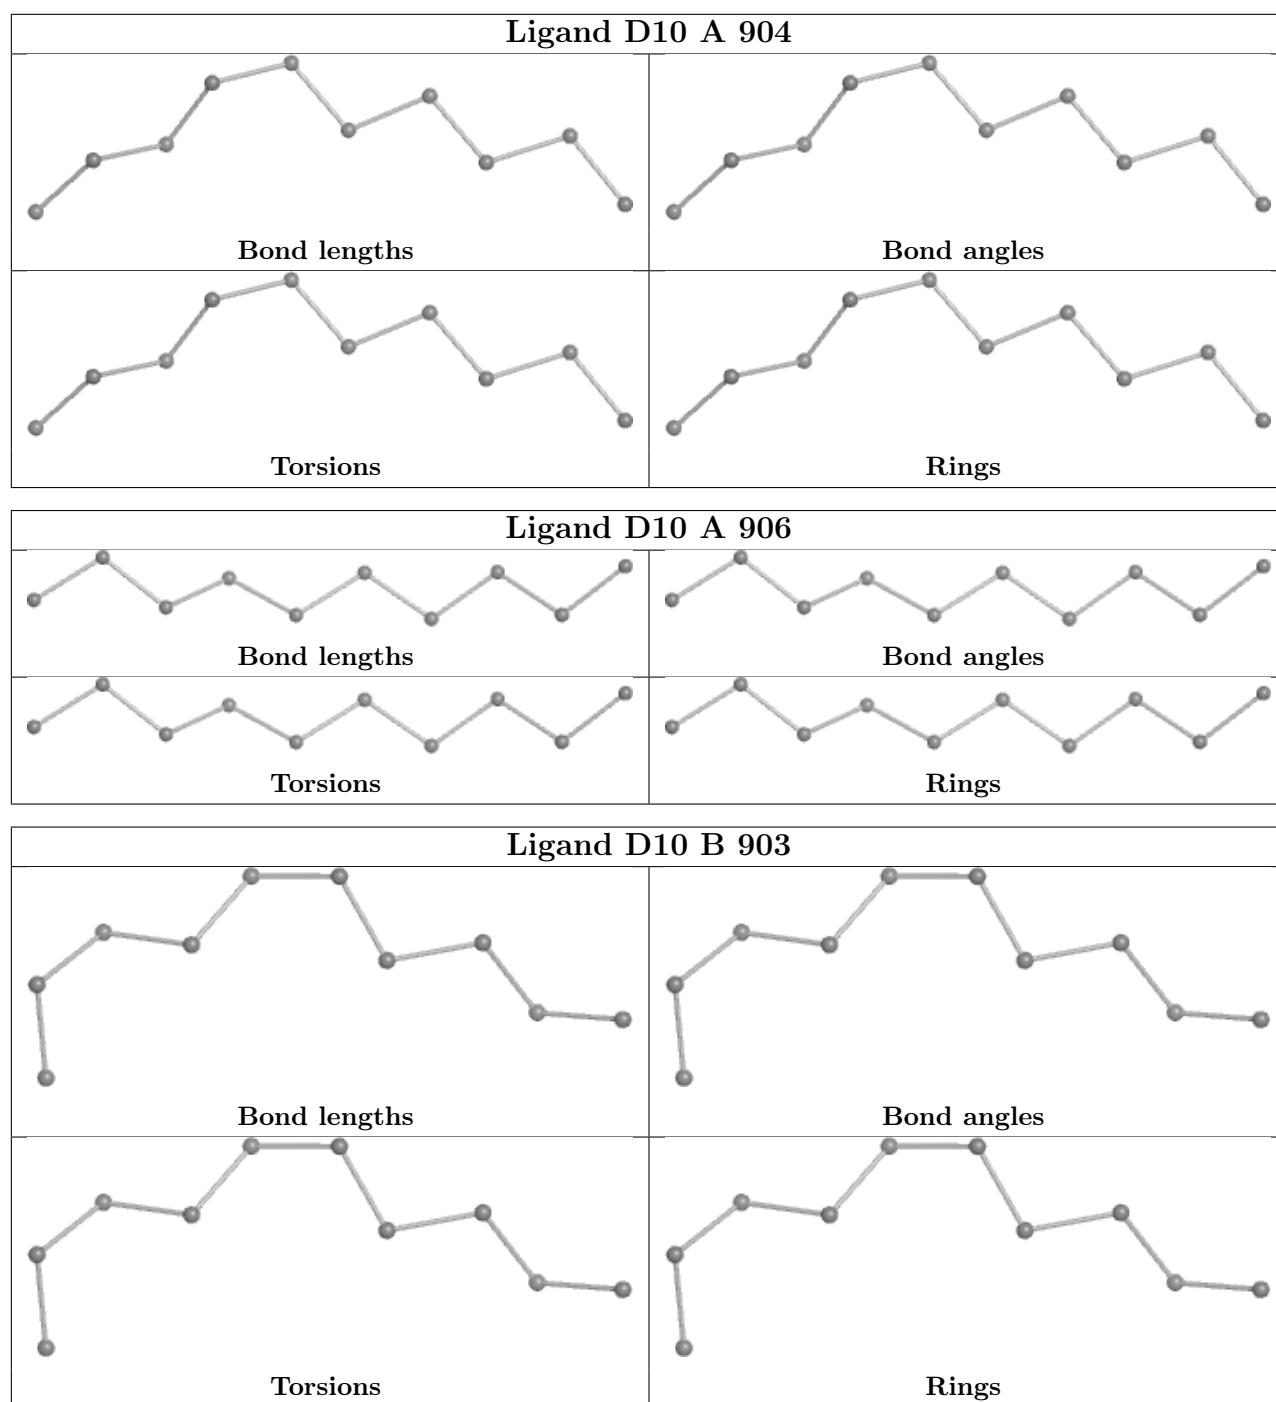 Ligand D10 A 904
Bond lengths
Bond angles
Torsions
Rings
Ligand D10 A 906
Bond lengths
Bond angles
Torsions
Rings
Ligand D10 B 903
Bond lengths
Bond angles
Torsions
Rings